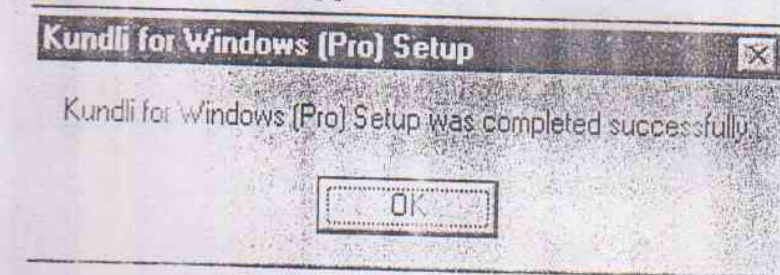 Kundli for Windows (Pro) Setup
Kundli for Windows (Pro) Setup was completed successfully.
OK